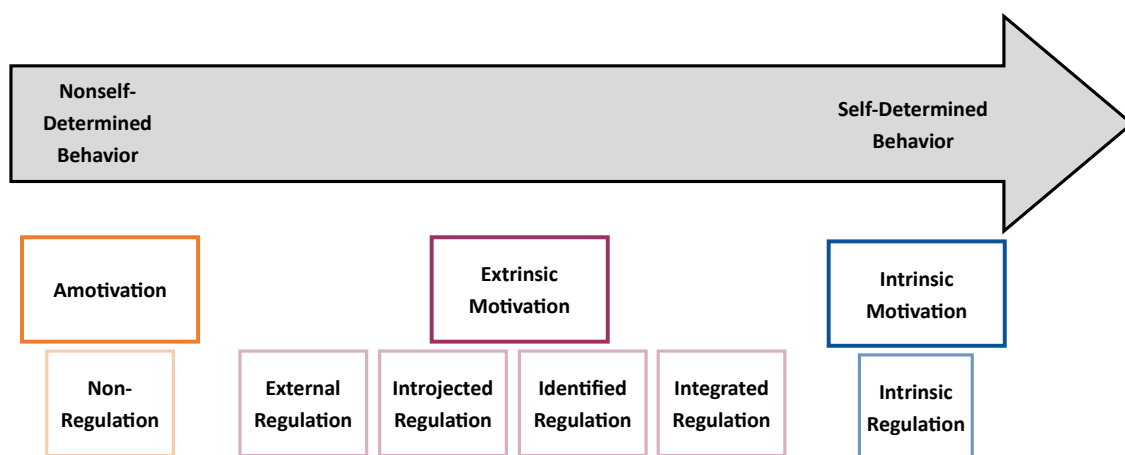 Nonself-
Determined
Behavior
Self-Determined
Behavior
Amotivation
Extrinsic
Motivation
Intrinsic
Motivation
Non-
Regulation
External
Regulation
Introjected
Regulation
Identified
Regulation
Integrated
Regulation
Intrinsic
Regulation